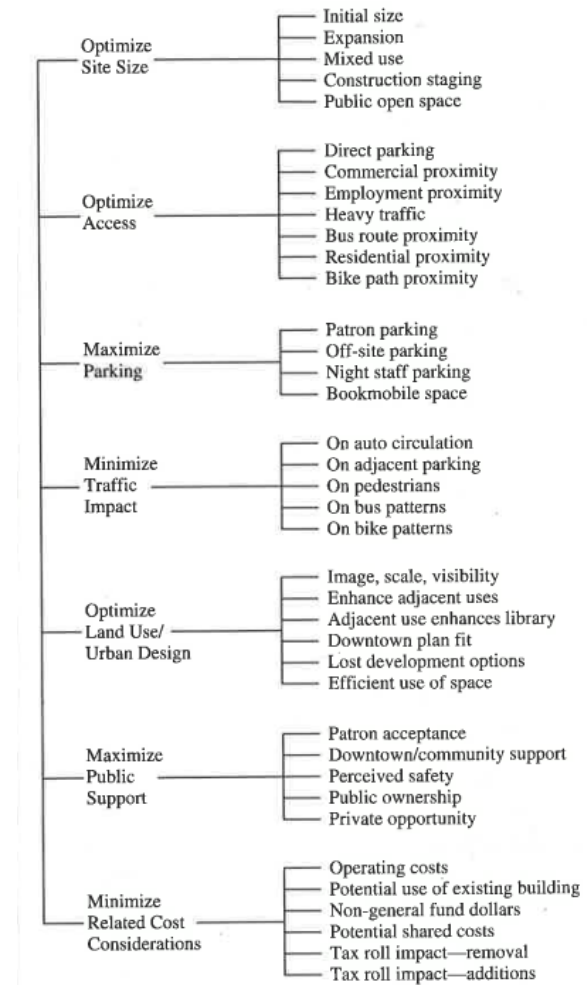 Optimize
Site Size
Initial size
Expansion
Mixed use
Construction staging
Public open space
Optimize
Access
Direct parking
Commercial proximity
Employment proximity
Heavy traffic
Bus route proximity
Residential proximity
Bike path proximity
Maximize
Parking
Patron parking
Off-site parking
Night staff parking
Bookmobile space
Minimize
Traffic
Impact
On auto circulation
On adjacent parking
On pedestrians
On bus patterns
On bike patterns
Optimize
Land Use/
Urban Design
Image, scale, visibility
Enhance adjacent uses
Adjacent use enhances library
Downtown plan fit
Lost development options
Efficient use of space
Maximize
Public
Support
Patron acceptance
Downtown/community support
Perceived safety
Public ownership
Private opportunity
Minimize
Related Cost
Considerations
Operating costs
Potential use of existing building
Non-general fund dollars
Potential shared costs
Tax roll impact—removal
Tax roll impact—additions